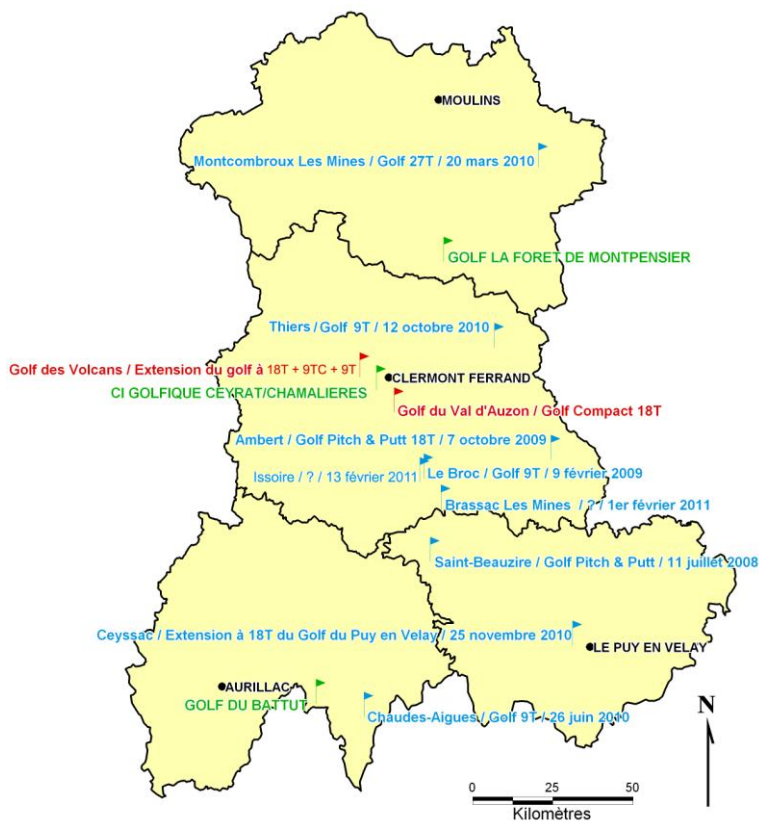 MOULINS
Montcombroux Les Mines / Golf 27T / 20 mars 2010
GOLF LA FORET DE MONTPENSIER
Thiers / Golf 9T / 12 octobre 2010
Golf des Volcans / Extension du golf à 18T + 9TC + 9T
CLERMONT FERRAND
CI GOLFIQUE CEYRAT/CHAMALIERES
Golf du Val d'Auzon / Golf Compact 18T
Ambert / Golf Pitch & Putt 18T / 7 octobre 2009
Issoire / ? / 13 février 2011
Le Broc / Golf 9T / 9 février 2009
Brassac Les Mines / ? / 1er février 2011
Saint-Beauzire / Golf Pitch & Putt / 11 juillet 2008
Ceyssac / Extension à 18T du Golf du Puy en Velay / 25 novembre 2010
LE PUY EN VELAY
AURILLAC
GOLF DU BATTUT
Chaudes-Aigues / Golf 9T / 26 juin 2010
N
0 25 50
Kilomètres